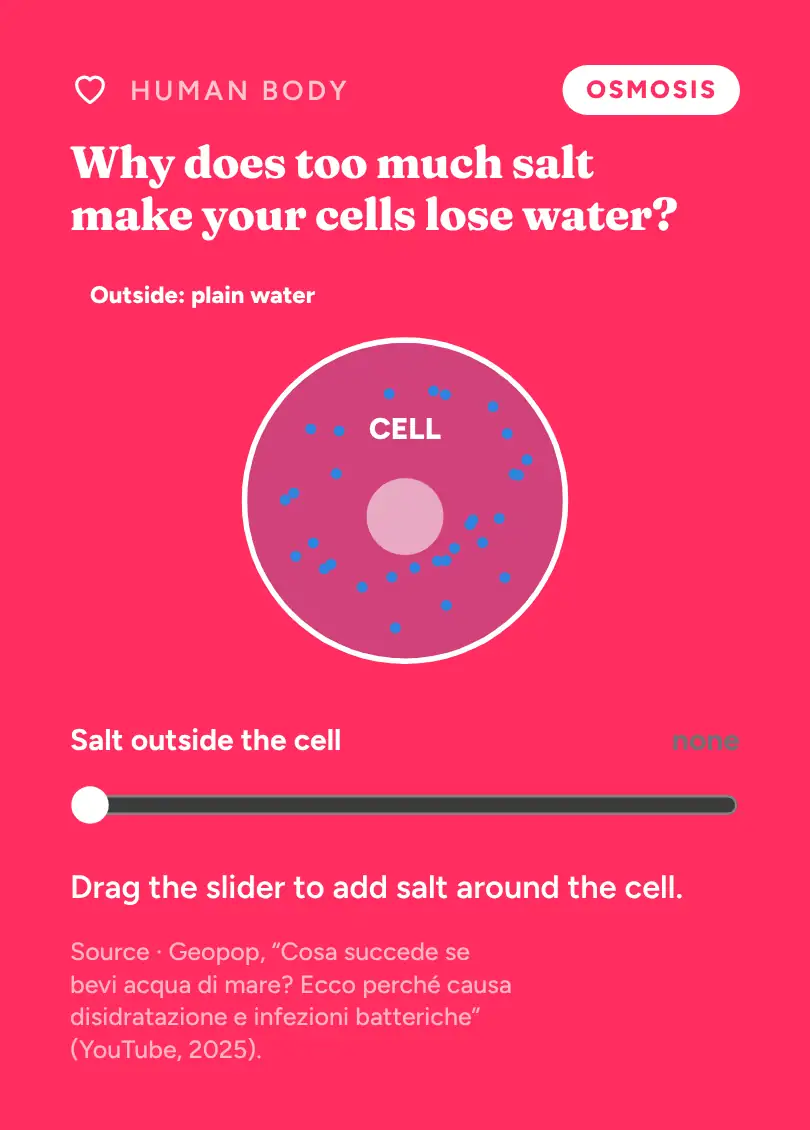 HUMAN BODY
OSMOSIS
Why does too much salt
make your cells lose water?
Outside: plain water
CELL
Salt outside the cell
none
Drag the slider to add salt around the cell.
Source · Geopop, “Cosa succede se
bevi acqua di mare? Ecco perché causa
disidratazione e infezioni batteriche”
(YouTube, 2025).